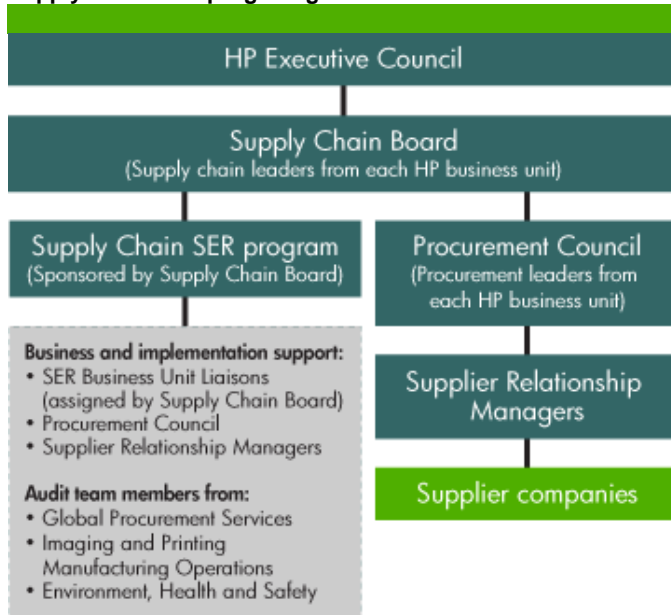 HP Executive Council
Supply Chain Board
(Supply chain leaders from each HP business unit)
Supply Chain SER program
(Sponsored by Supply Chain Board)
Procurement Council
(Procurement leaders from
each HP business unit)
Business and implementation support:
• SER Business Unit Liaisons
(assigned by Supply Chain Board)
• Procurement Council
• Supplier Relationship Managers
Audit team members from:
• Global Procurement Services
• Imaging and Printing
Manufacturing Operations
• Environment, Health and Safety
Supplier Relationship
Managers
Supplier companies